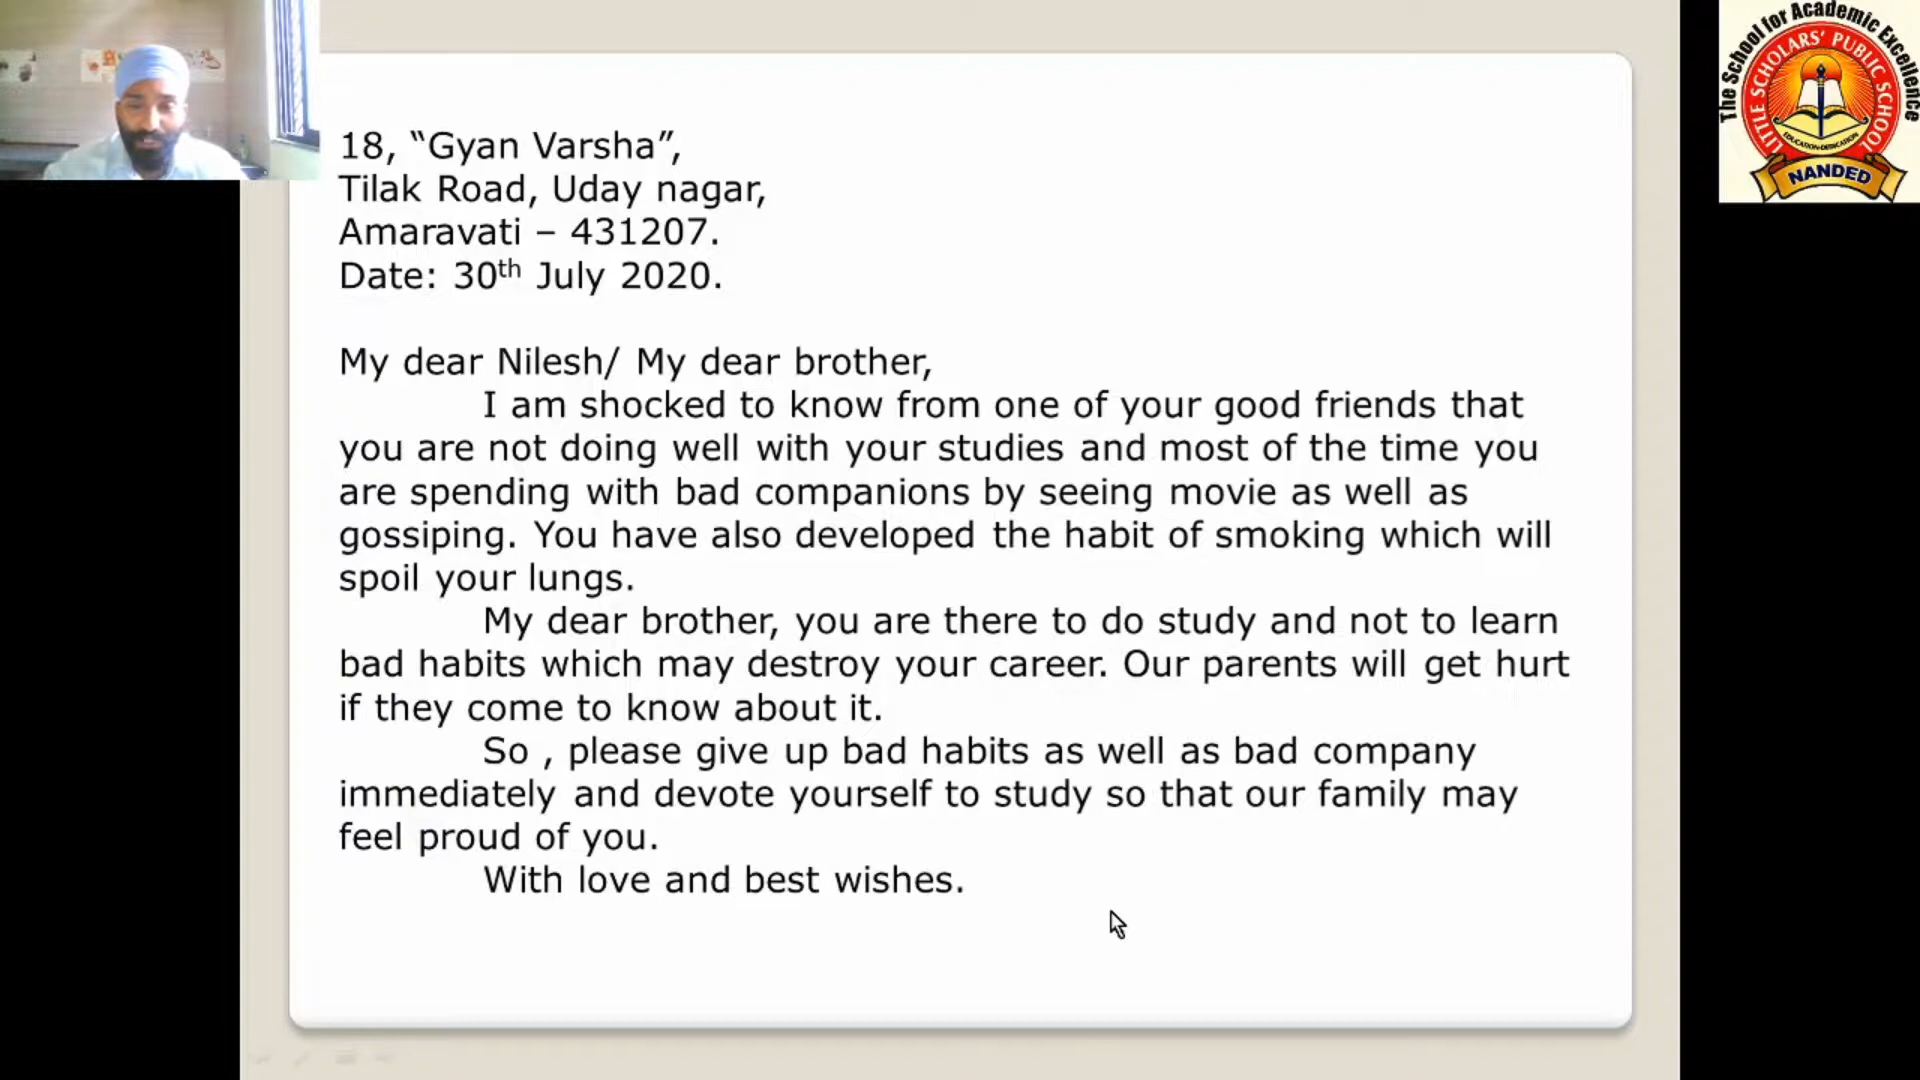 18, “Gyan Varsha”,
Tilak Road, Uday nagar,
Amaravati – 431207.
Date: 30th July 2020.
My dear Nilesh/ My dear brother,
I am shocked to know from one of your good friends that
you are not doing well with your studies and most of the time you
are spending with bad companions by seeing movie as well as
gossiping. You have also developed the habit of smoking which will
spoil your lungs.
My dear brother, you are there to do study and not to learn
bad habits which may destroy your career. Our parents will get hurt
if they come to know about it.
So , please give up bad habits as well as bad company
immediately and devote yourself to study so that our family may
feel proud of you.
With love and best wishes.
The School for Academic Excellence
LITTLE SCHOLARS' PUBLIC SCHOOL
EDUCATION-DEDICATION
NANDED